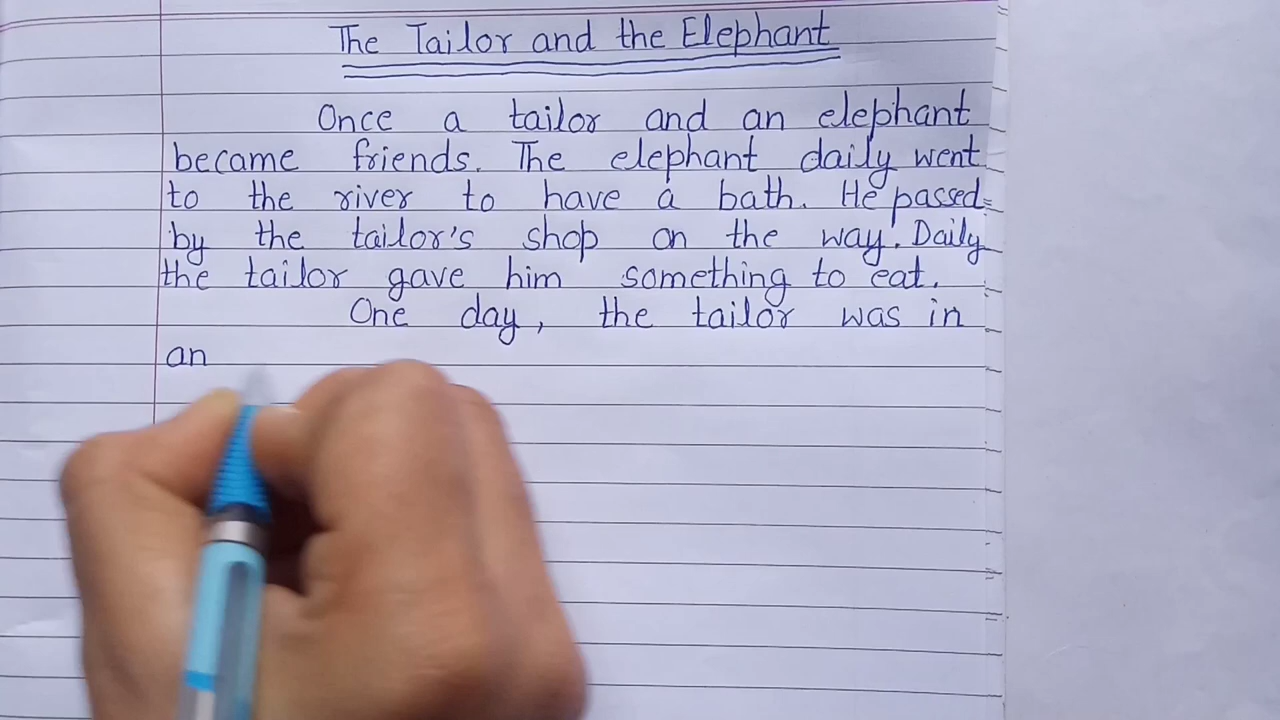 The Tailor and the Elephant
Once a tailor and an elephant
became friends. The elephant daily went
to the river to have a bath. He passed
by the tailor's shop on the way. Daily
the tailor gave him something to eat.
One day, the tailor was in
an